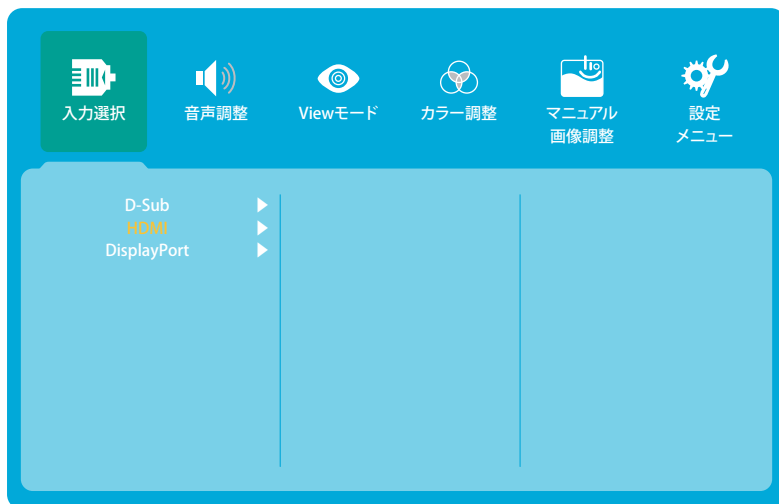 入力選択
音声調整
Viewモード
カラー調整
マニュアル
画像調整
設定
メニュー
D-Sub
HDMI
DisplayPort